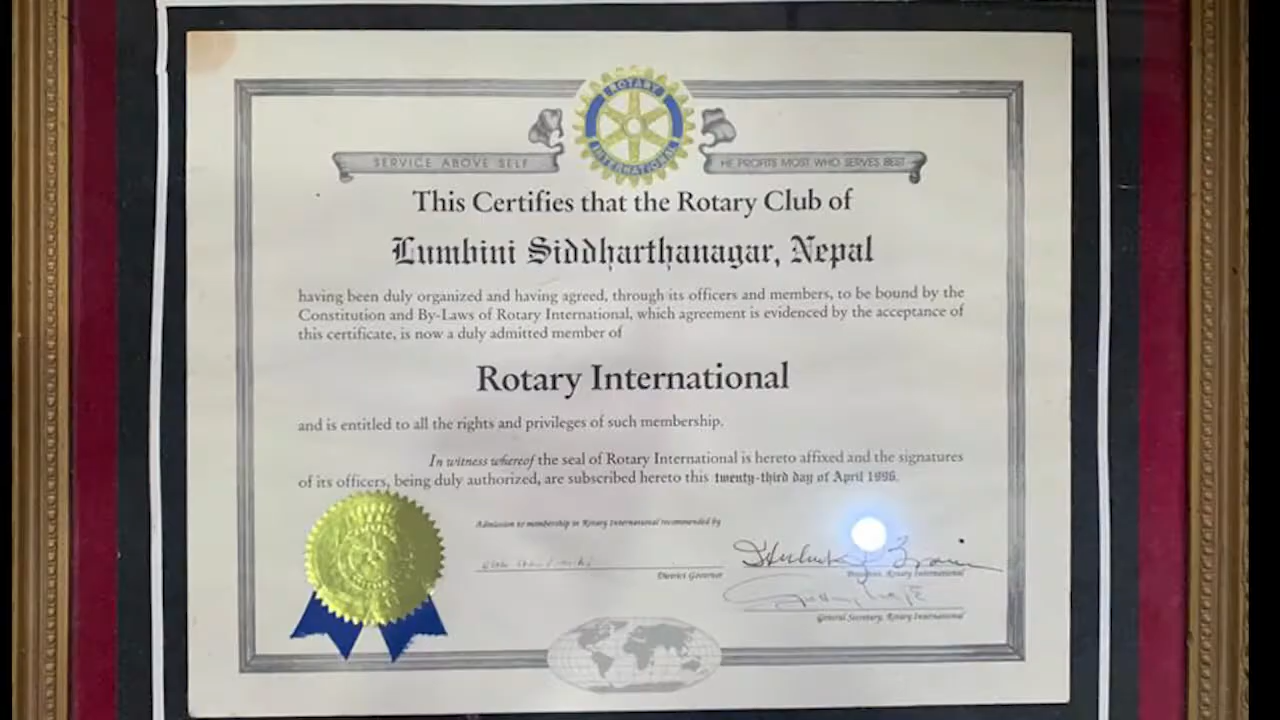 ROTARY
INTERNATIONAL
SERVICE ABOVE SELF
HE PROFITS MOST WHO SERVES BEST
This Certifies that the Rotary Club of
Lumbini Siddharthanagar, Nepal
having been duly organized and having agreed, through its officers and members, to be bound by the
Constitution and By-Laws of Rotary International, which agreement is evidenced by the acceptance of
this certificate, is now a duly admitted member of
Rotary International
and is entitled to all the rights and privileges of such membership.
In witness whereof the seal of Rotary International is hereto affixed and the signatures
of its officers, being duly authorized, are subscribed hereto this twenty-third day of April 1996.
Admission to membership in Rotary International recommended by
District Governor
President, Rotary International
General Secretary, Rotary International